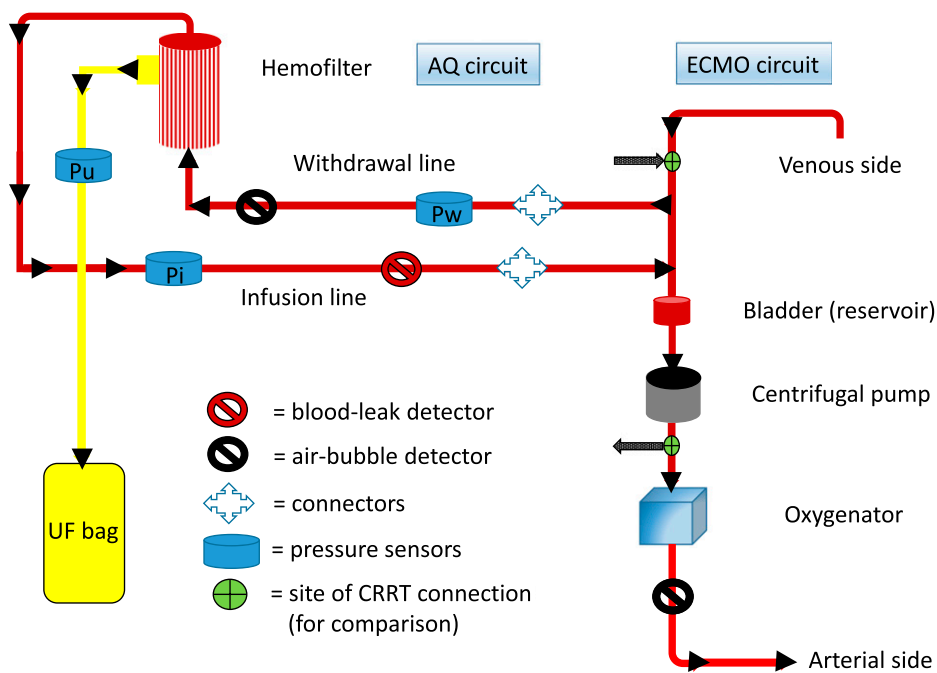 Hemofilter
AQ circuit
ECMO circuit
Withdrawal line
Venous side
Pu
Pw
Pi
Infusion line
Bladder (reservoir)
Centrifugal pump
= blood-leak detector
= air-bubble detector
= connectors
Oxygenator
UF bag
= pressure sensors
= site of CRRT connection
(for comparison)
Arterial side